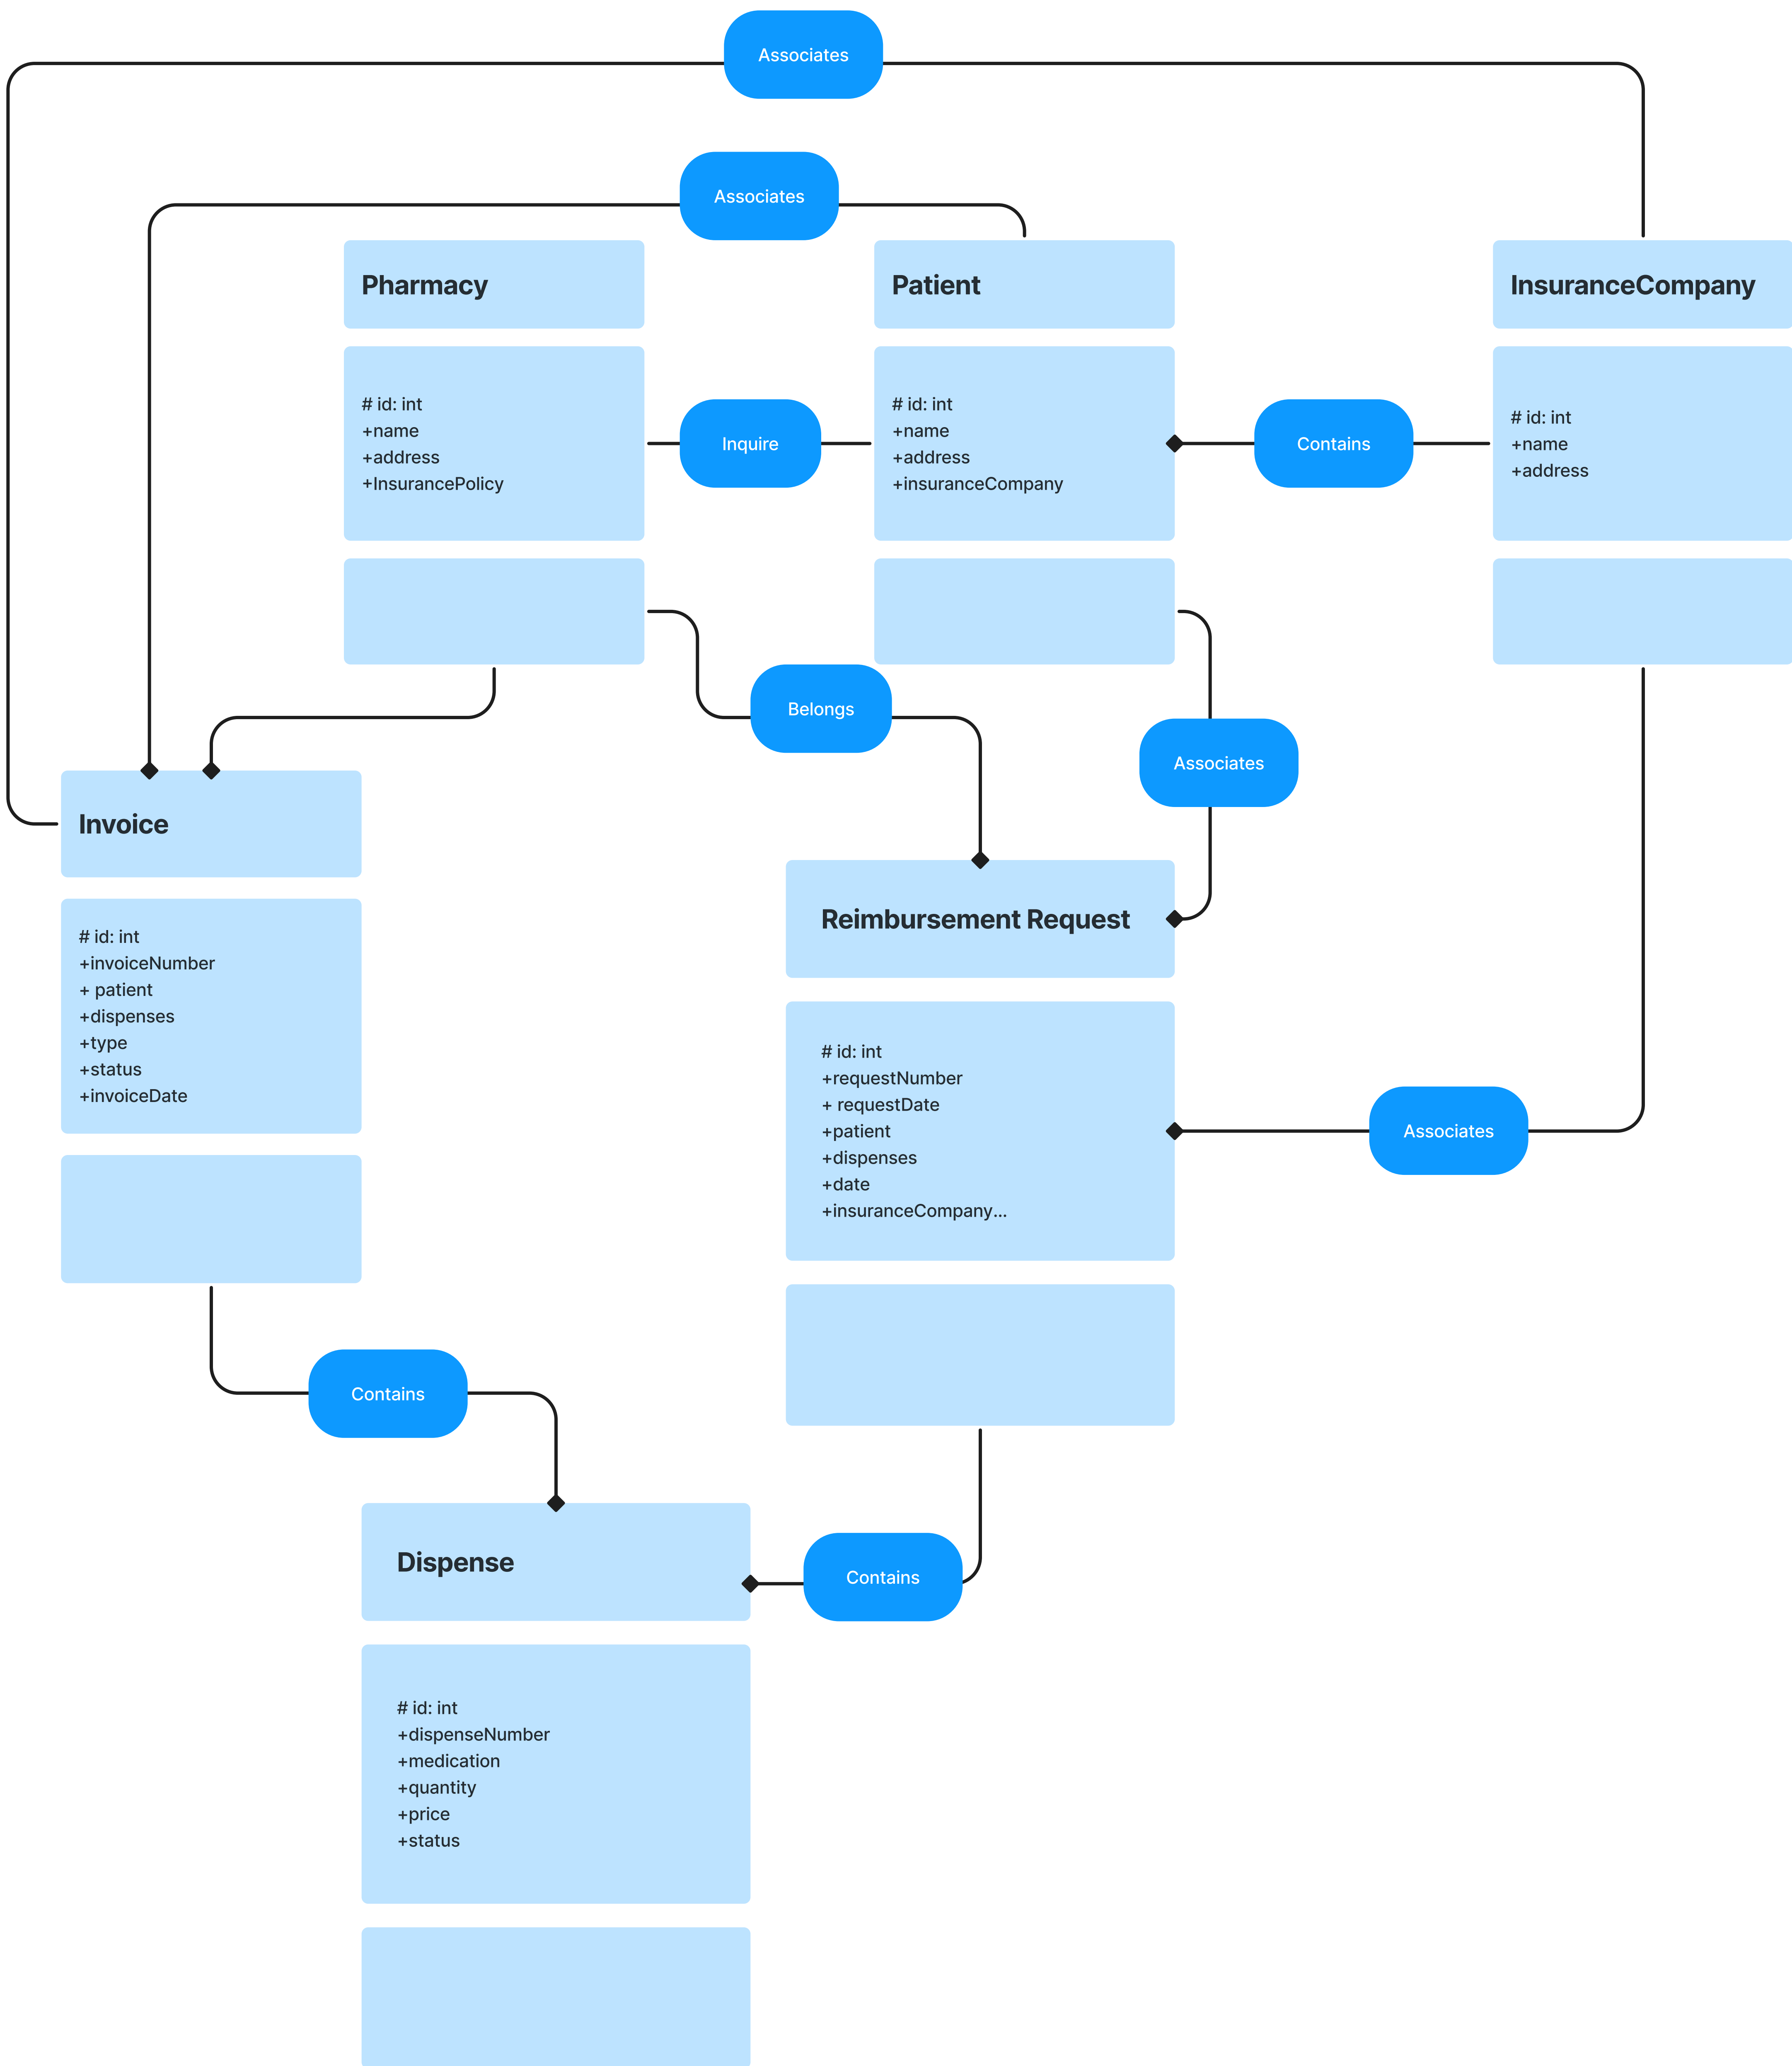 Associates
Associates
Pharmacy
Patient
InsuranceCompany
# id: int
+name
+address
+InsurancePolicy
Inquire
# id: int
+name
+address
+insuranceCompany
Contains
# id: int
+name
+address
Belongs
Associates
Invoice
# id: int
+invoiceNumber
+ patient
+dispenses
+type
+status
+invoiceDate
Reimbursement Request
# id: int
+requestNumber
+ requestDate
+patient
+dispenses
+date
+insuranceCompany...
Associates
Contains
Contains
Dispense
# id: int
+dispenseNumber
+medication
+quantity
+price
+status